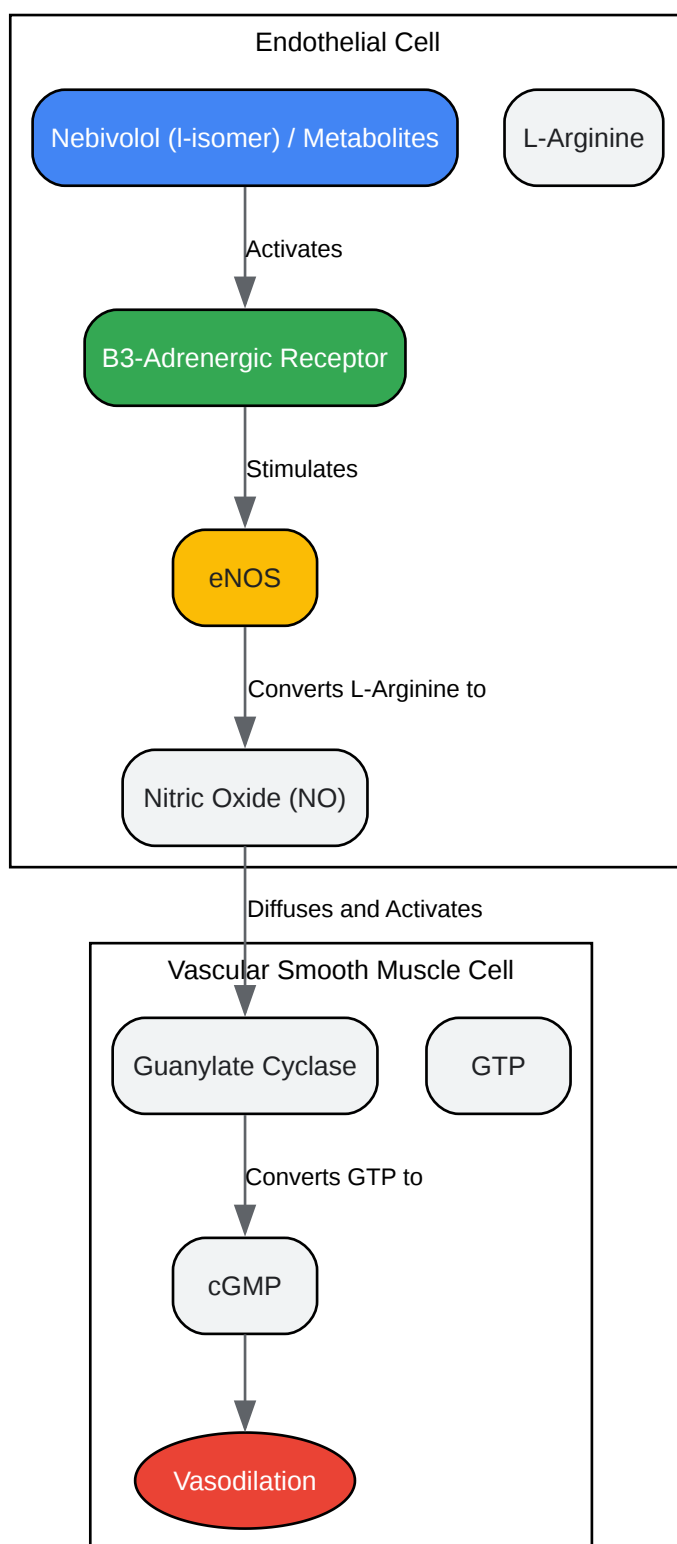 Endothelial Cell
Nebivolol (l-isomer) / Metabolites
L-Arginine
Activates
B3-Adrenergic Receptor
Stimulates
eNOS
Converts L-Arginine to
Nitric Oxide (NO)
Diffuses and Activates
Vascular Smooth Muscle Cell
Guanylate Cyclase
GTP
Converts GTP to
cGMP
Vasodilation